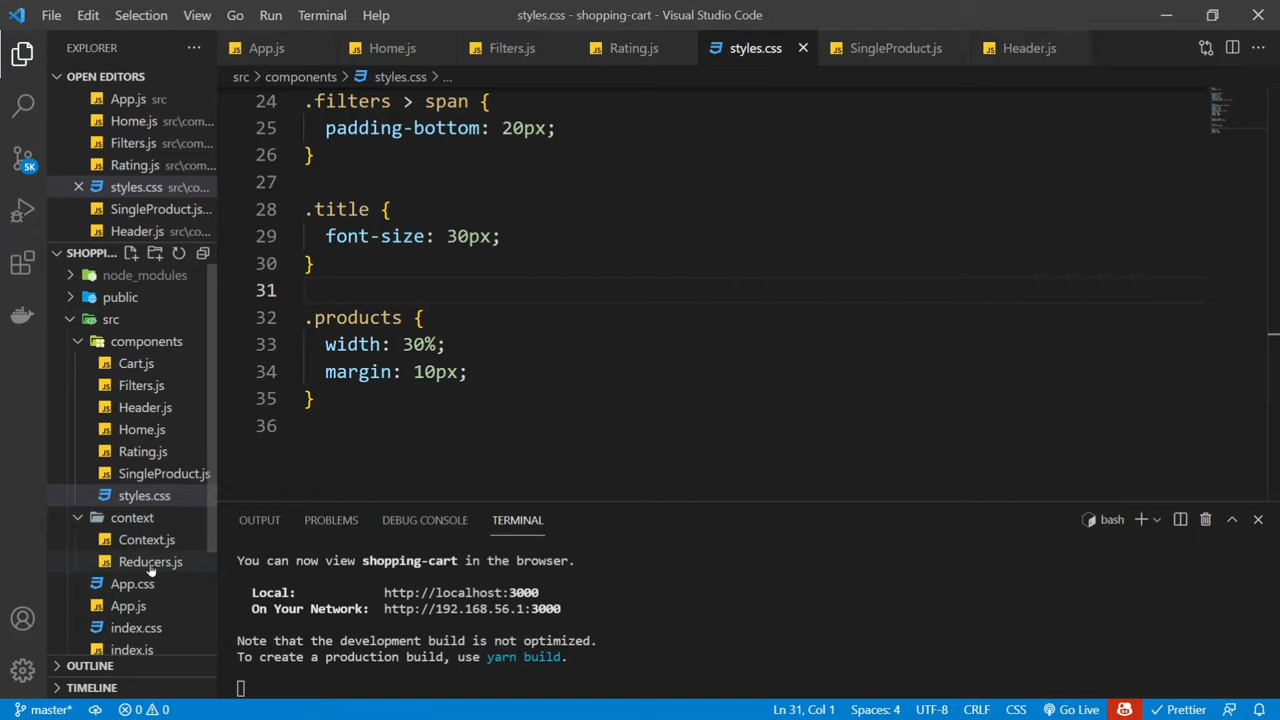 File Edit Selection View Go Run Terminal Help styles.css - shopping-cart - Visual Studio Code
EXPLORER
OPEN EDITORS
App.js src
Home.js src\com...
Filters.js src\com...
Rating.js src\com...
styles.css src\co...
SingleProduct.js...
Header.js src\co...
SHOPPI...
node_modules
public
src
components
Cart.js
Filters.js
Header.js
Home.js
Rating.js
SingleProduct.js
styles.css
context
Context.js
Reducers.js
App.css
App.js
index.css
index.js
OUTLINE
TIMELINE
5K
App.js Home.js Filters.js Rating.js styles.css SingleProduct.js Header.js
src > components > styles.css > ...
24 .filters > span {
25 padding-bottom: 20px;
26 }
27
28 .title {
29 font-size: 30px;
30 }
31
32 .products {
33 width: 30%;
34 margin: 10px;
35 }
36
OUTPUT PROBLEMS DEBUG CONSOLE TERMINAL bash
You can now view shopping-cart in the browser.
Local: http://localhost:3000
On Your Network: http://192.168.56.1:3000
Note that the development build is not optimized.
To create a production build, use yarn build.
master* 0 0 Ln 31, Col 1 Spaces: 4 UTF-8 CRLF CSS Go Live Prettier